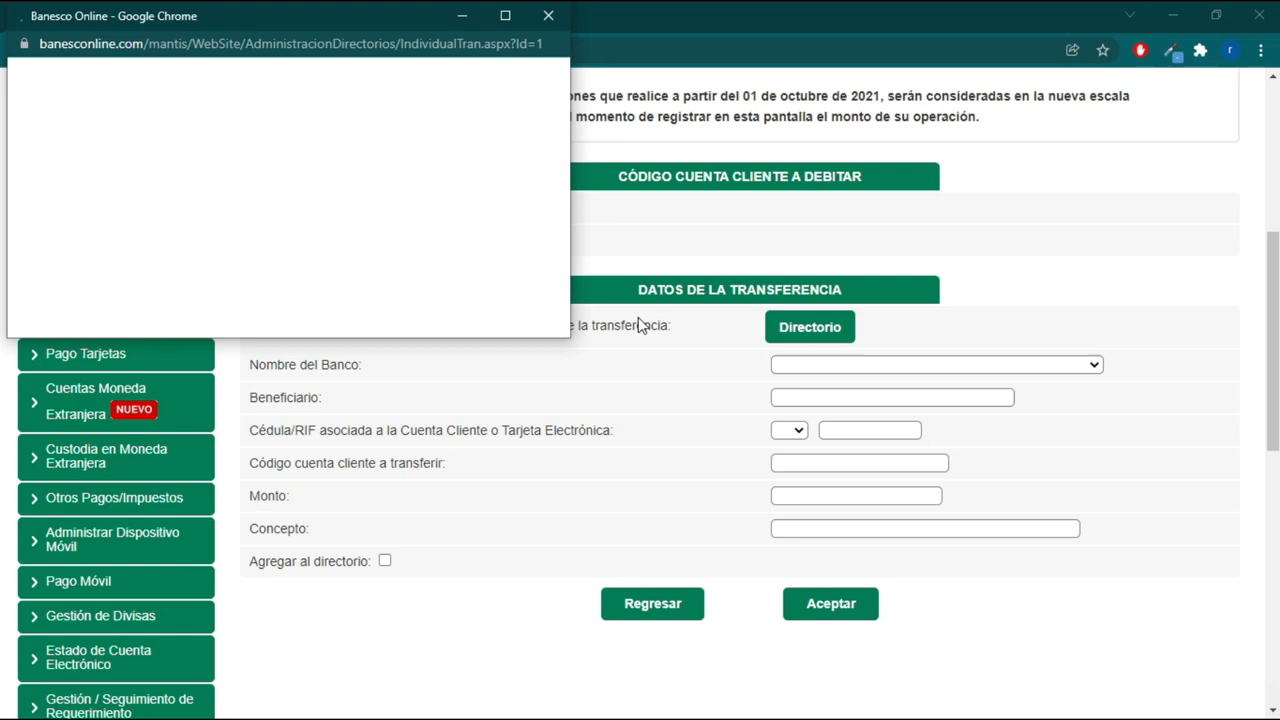 Banesco Online - Google Chrome
banesconline.com/mantis/WebSite/AdministracionDirectorios/IndividualTran.aspx?Id=1
r
nes que realice a partir del 01 de octubre de 2021, serán consideradas en la nueva escala
momento de registrar en esta pantalla el monto de su operación.
CÓDIGO CUENTA CLIENTE A DEBITAR
DATOS DE LA TRANSFERENCIA
e la transferencia:
Directorio
Nombre del Banco:
Beneficiario:
Cédula/RIF asociada a la Cuenta Cliente o Tarjeta Electrónica:
Código cuenta cliente a transferir:
Monto:
Concepto:
Agregar al directorio:
Regresar
Aceptar
Pago Tarjetas
Cuentas Moneda
Extranjera NUEVO
Custodia en Moneda
Extranjera
Otros Pagos/Impuestos
Administrar Dispositivo
Móvil
Pago Móvil
Gestión de Divisas
Estado de Cuenta
Electrónico
Gestión / Seguimiento de
Requerimiento